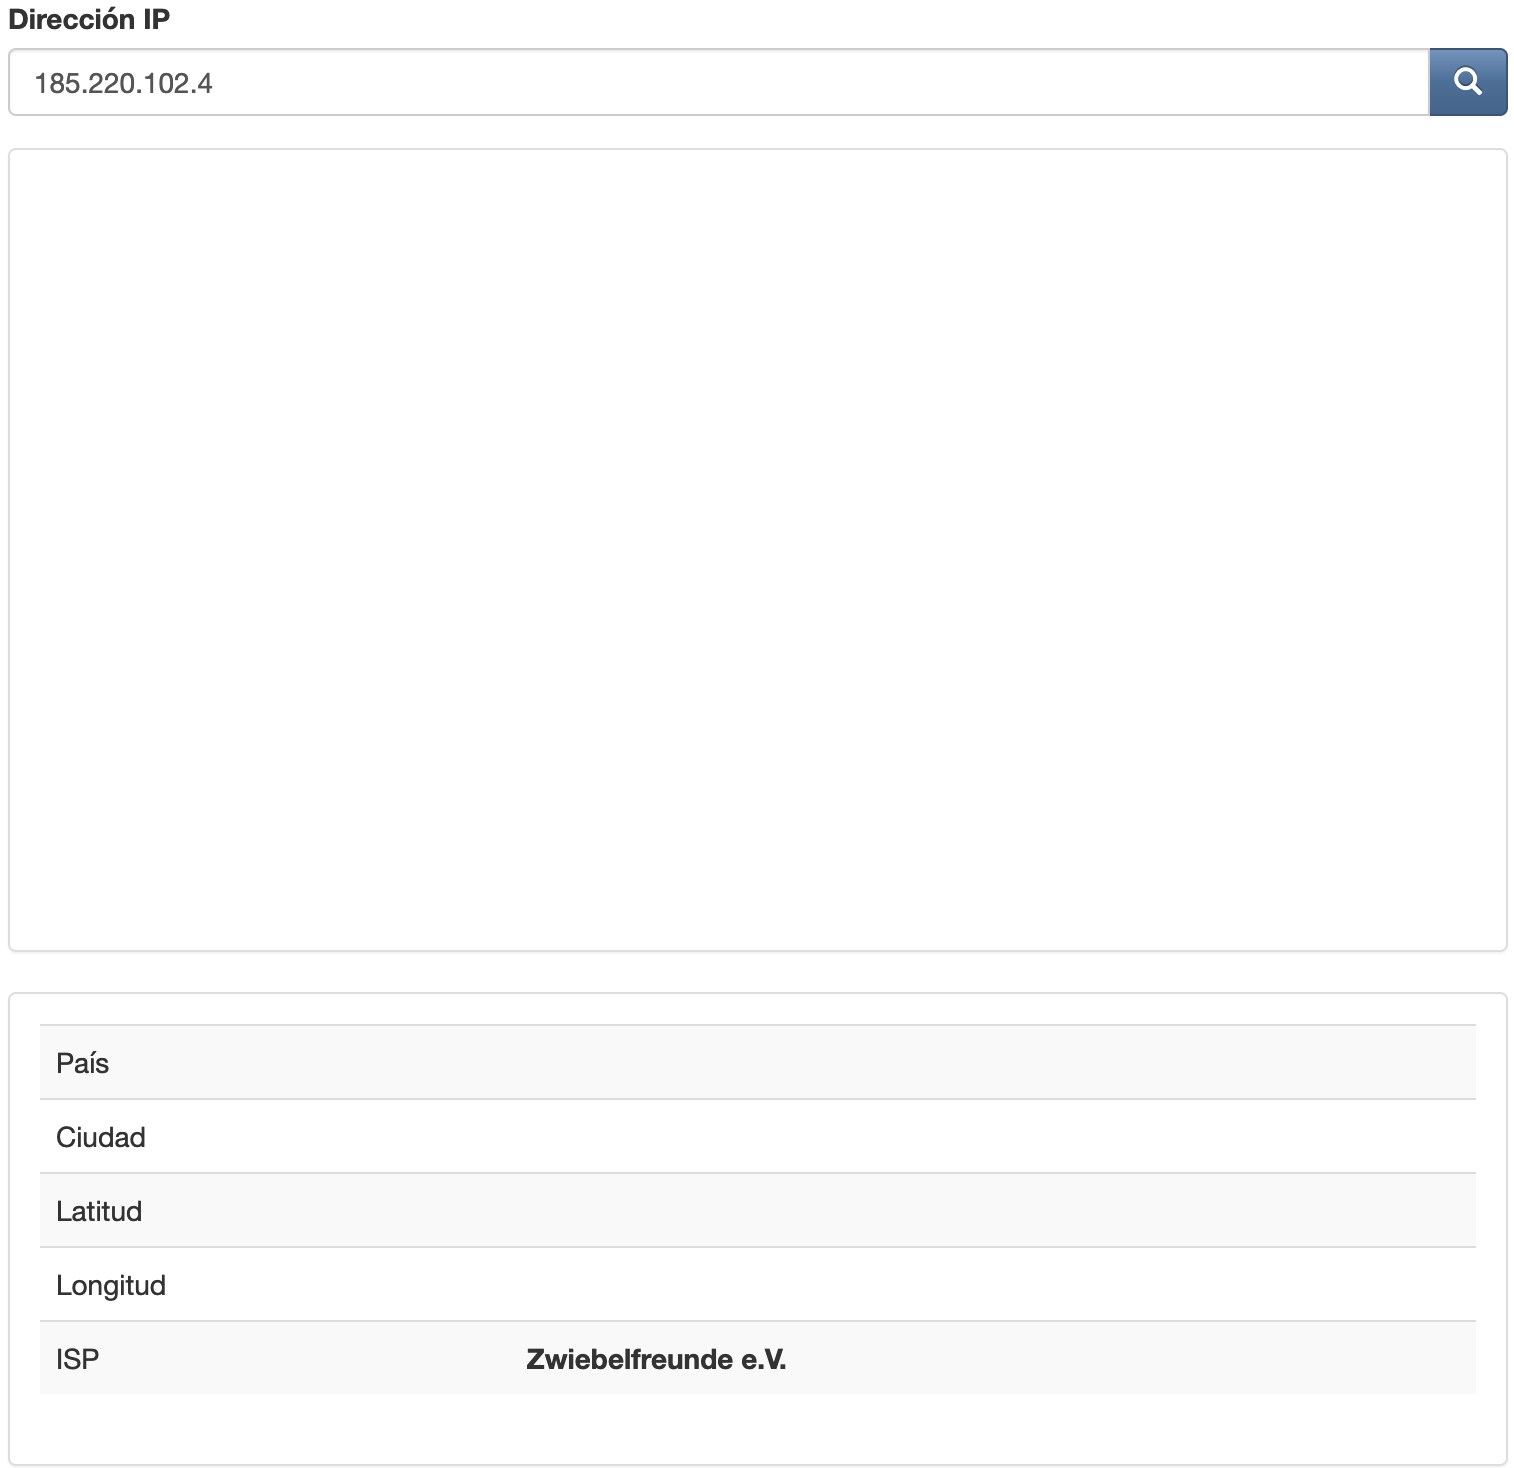 Dirección IP
185.220.102.4
País
Ciudad
Latitud
Longitud
ISP Zwiebelfreunde e.V.